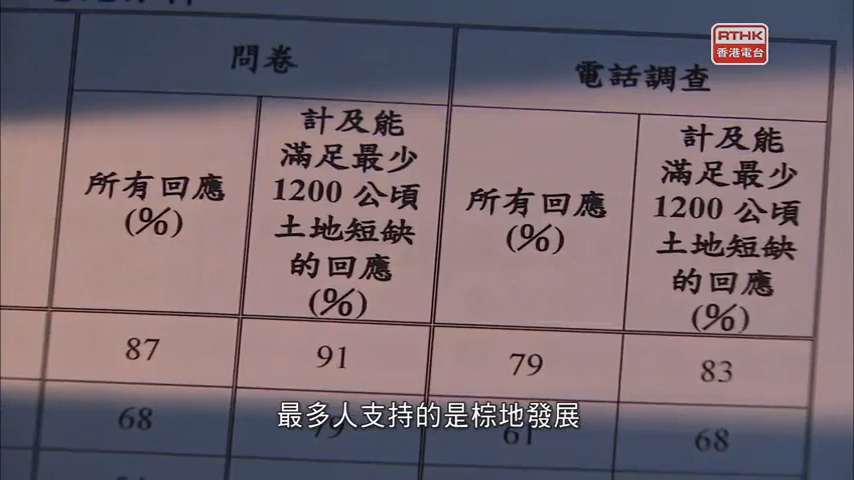 RTHK
香港電台
問卷
電話調查
所有回應
(%)
計及能
滿足最少
1200 公頃
土地短缺
的回應
(%)
所有回應
(%)
計及能
滿足最少
1200 公頃
土地短缺
的回應
(%)
87
91
79
83
68
79
61
68
最多人支持的是棕地發展